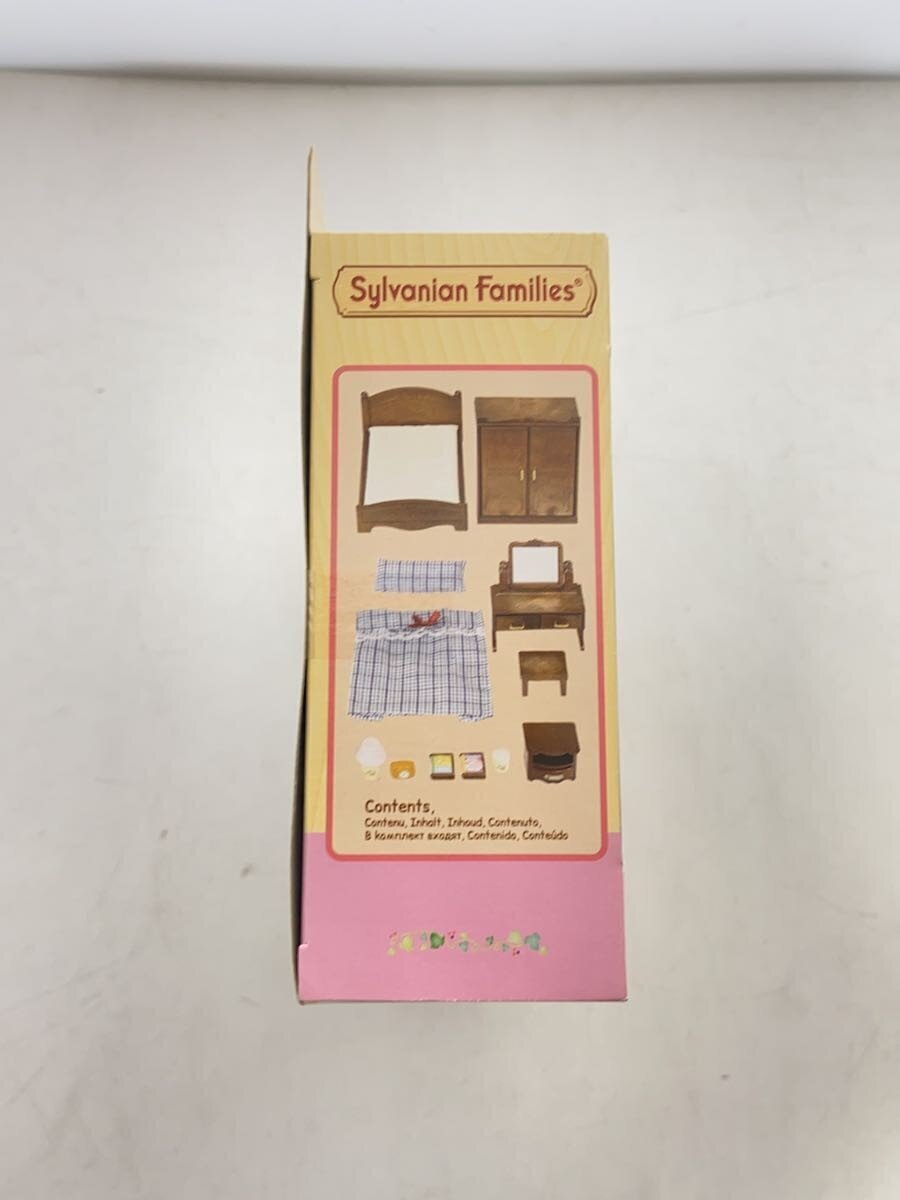 Sylvanian Families®
Contents,
Contenu, Inhalt, Inhoud, Contenuto,
В комплект входят, Contenido, Conteúdo